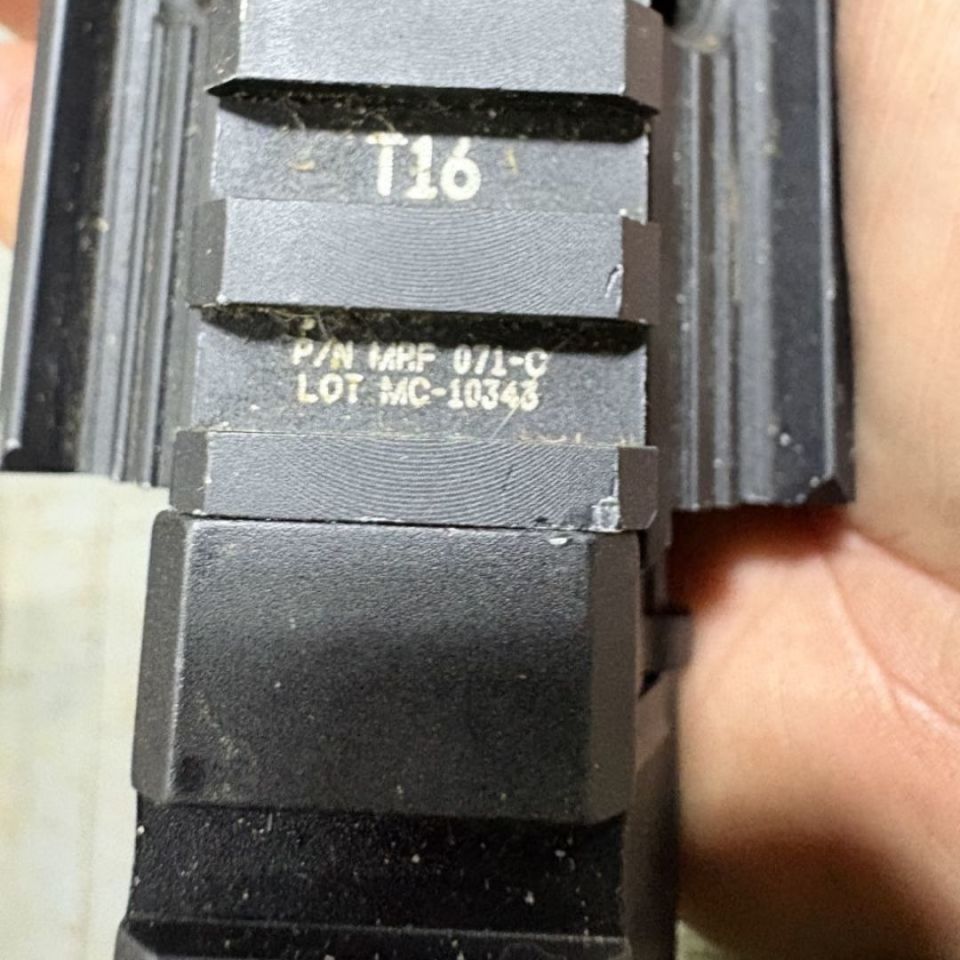 T16
P/N MRF 071-C
LOT MC-10343